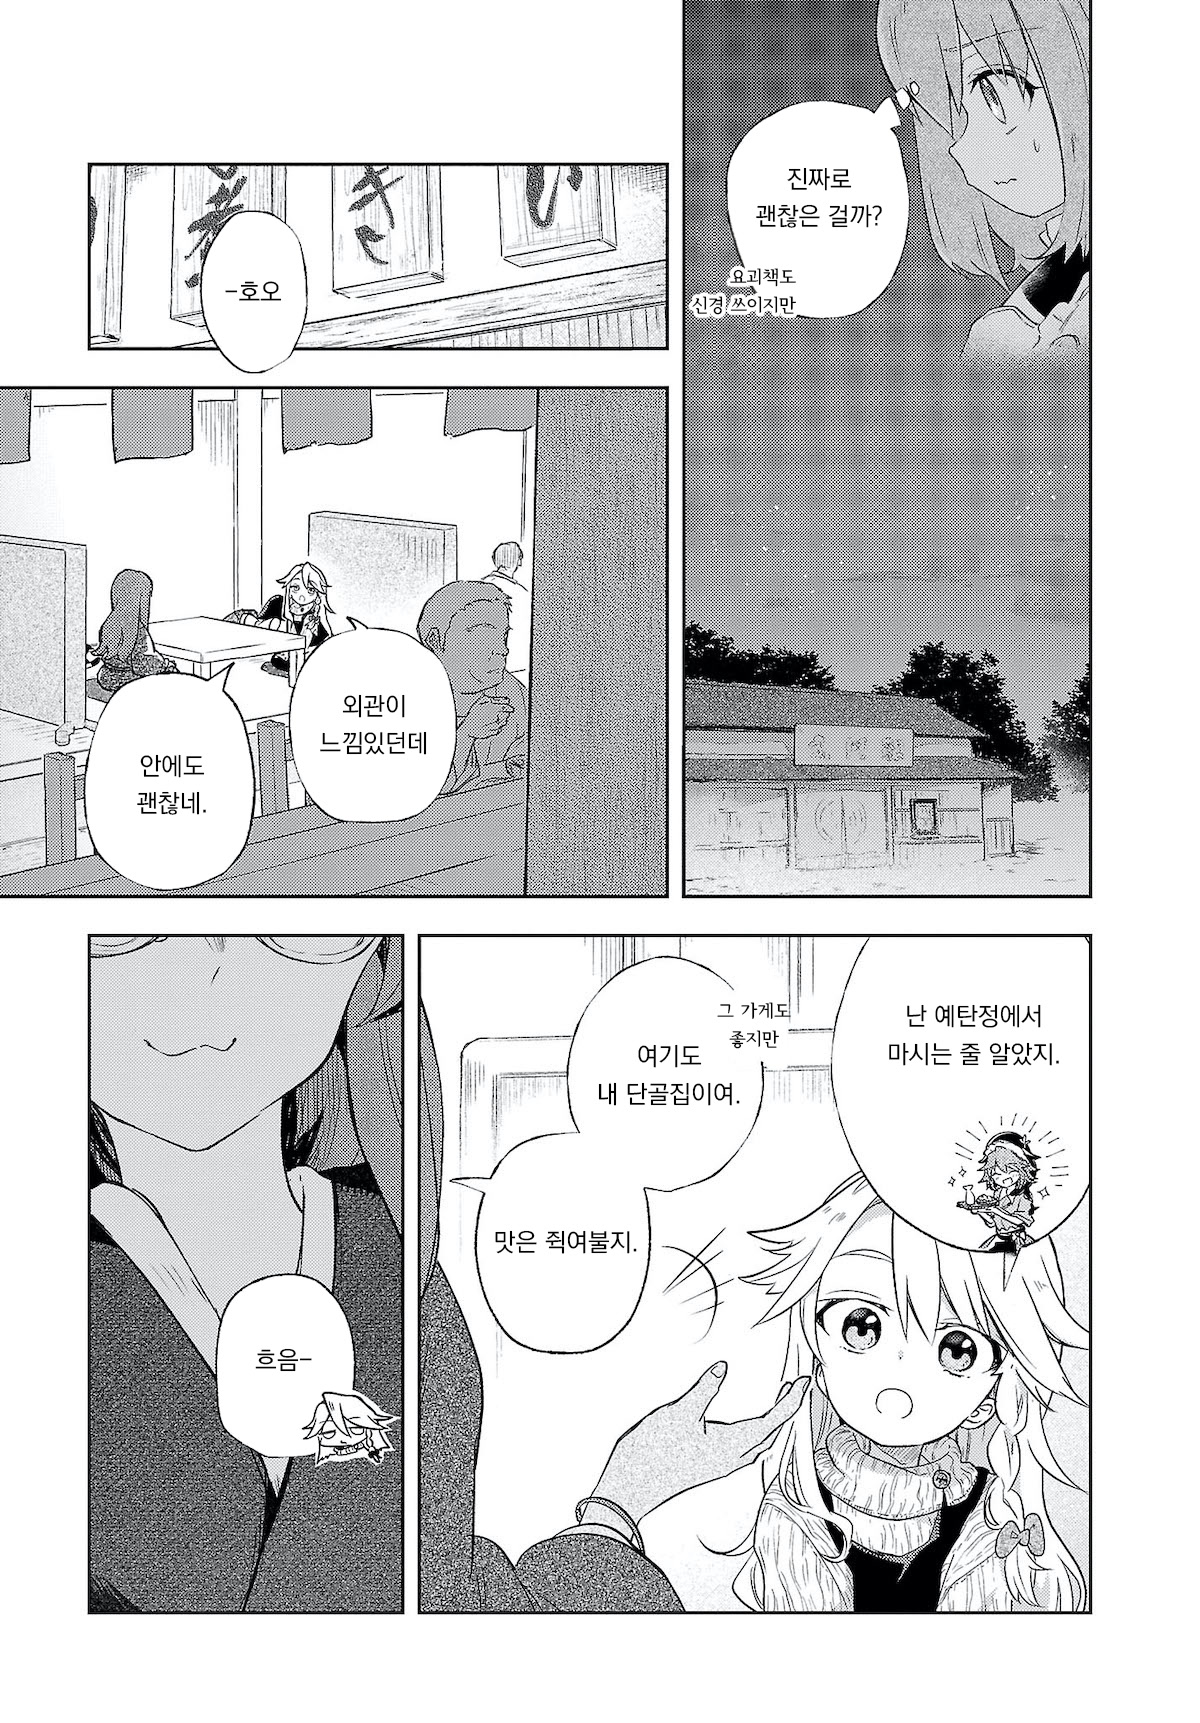 진짜로
괜찮은 걸까?
요괴책도
신경 쓰이지만
-호오
외관이
느낌있던데
안에도
괜찮네.
난 예탄정에서
마시는 줄 알았지.
그 가게도
좋지만
여기도
내 단골집이여.
맛은 쥑여불지.
흐음-